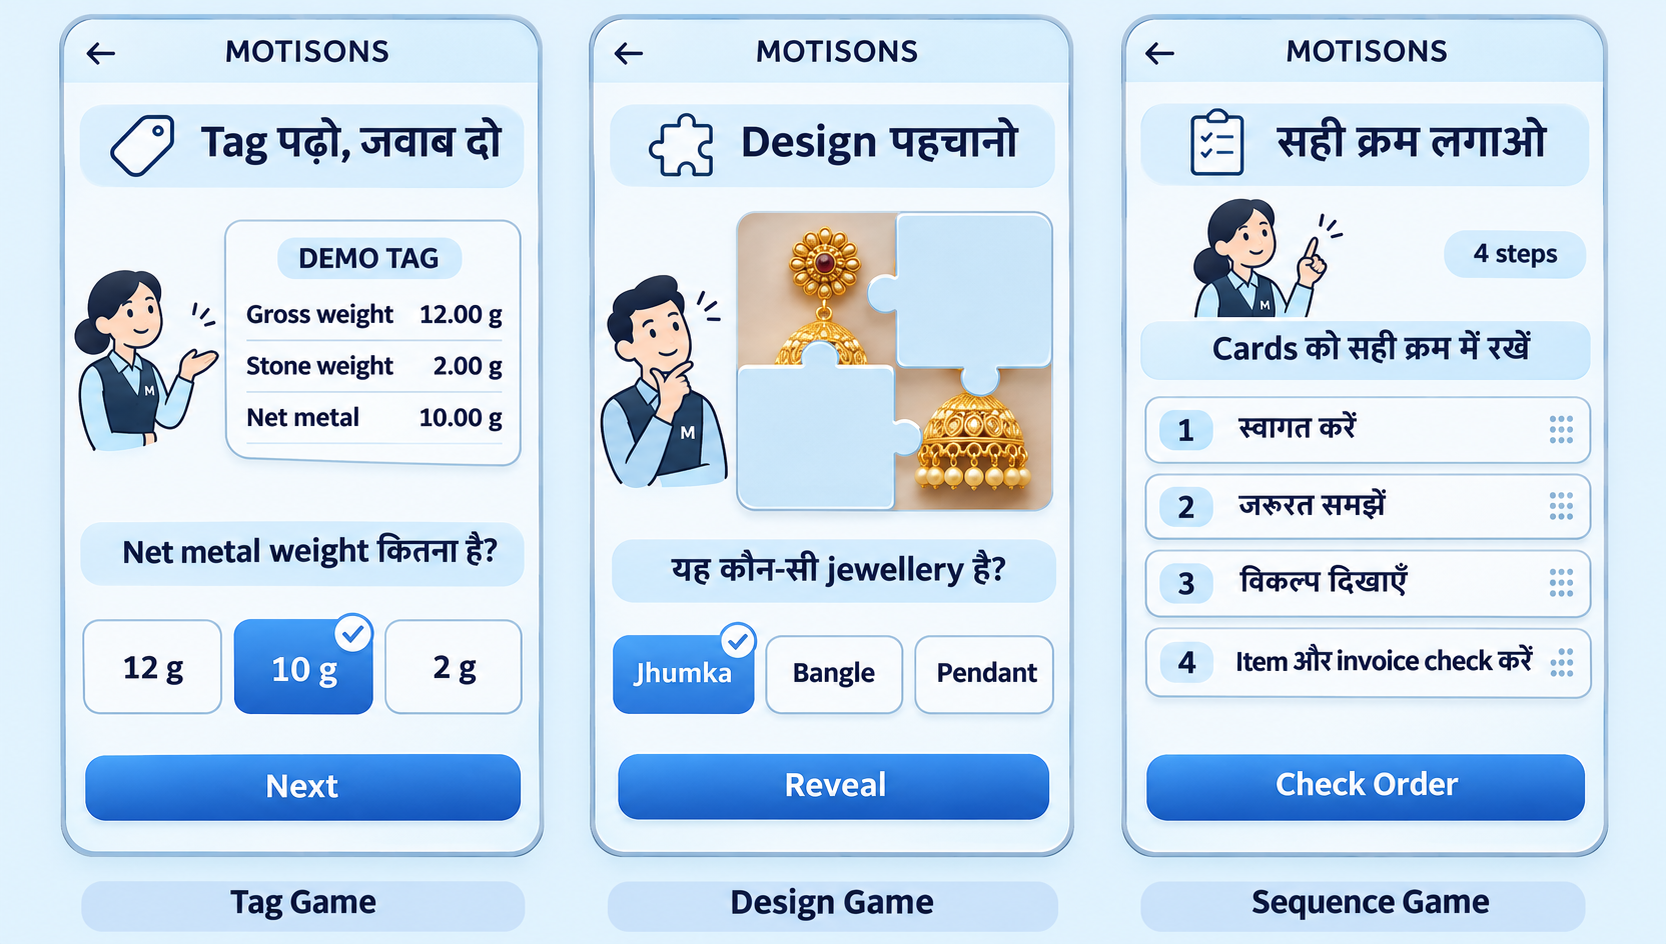 MOTISONS
Tag पढ़ो, जवाब दो
DEMO TAG
Gross weight 12.00 g
Stone weight 2.00 g
Net metal 10.00 g
M
Net metal weight कितना है?
12 g
10 g
2 g
Next
Tag Game
MOTISONS
Design पहचानो
M
यह कौन-सी jewellery है?
Jhumka
Bangle
Pendant
Reveal
Design Game
MOTISONS
सही क्रम लगाओ
4 steps
M
Cards को सही क्रम में रखें
1 स्वागत करें
2 जरूरत समझें
3 विकल्प दिखाएँ
4 Item और invoice check करें
Check Order
Sequence Game